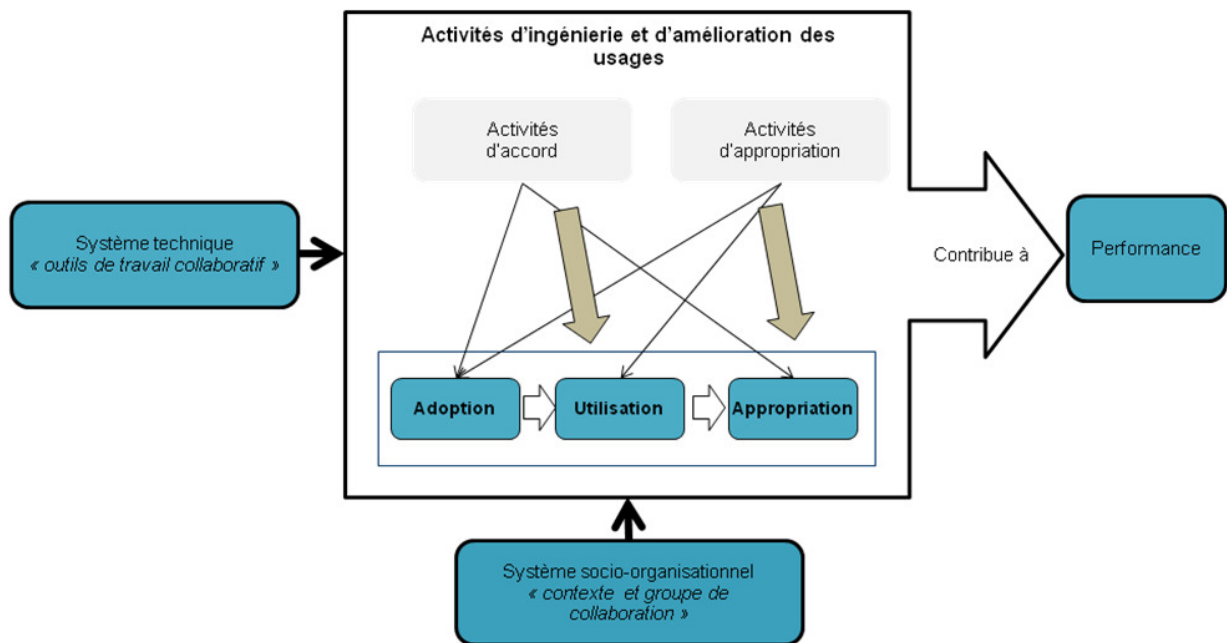 Activités d'ingénierie et d'amélioration des
usages
Activités
d'accord
Activités
d'appropriation
Système technique
« outils de travail collaboratif »
Contribue à
Performance
Adoption
Utilisation
Appropriation
Système socio-organisationnel
« contexte et groupe de
collaboration »